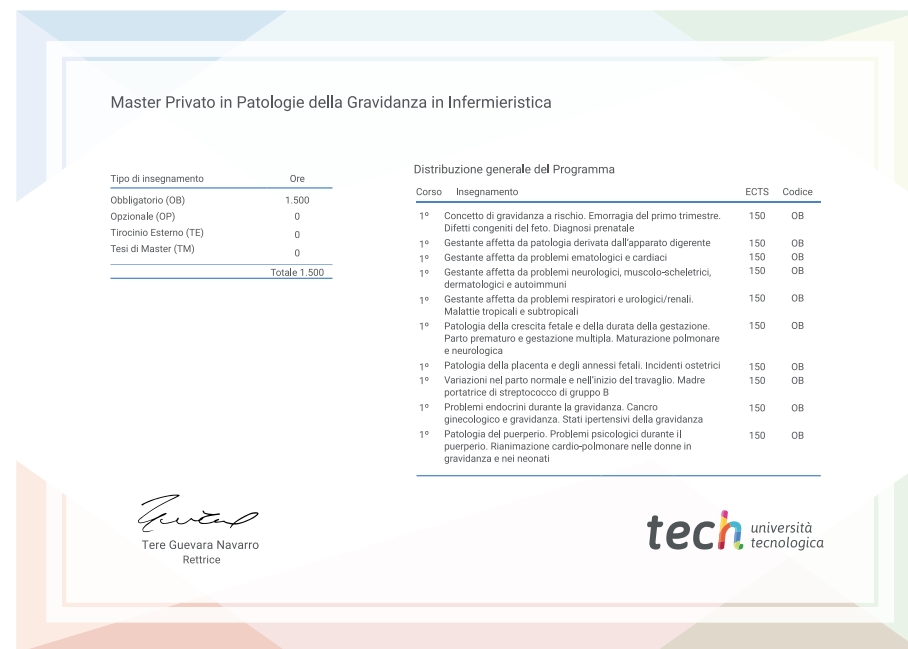 Master Privato in Patologie della Gravidanza in Infermieristica
Tipo di insegnamento Ore
Obbligatorio (OB) 1.500
Opzionale (OP) 0
Tirocinio Esterno (TE) 0
Tesi di Master (TM) 0
Totale 1.500
Distribuzione generale del Programma
Corso Insegnamento ECTS Codice
1º Concetto di gravidanza a rischio. Emorragia del primo trimestre. 150 OB
Difetti congeniti del feto. Diagnosi prenatale
1º Gestante affetta da patologia derivata dall'apparato digerente 150 OB
1º Gestante affetta da problemi ematologici e cardiaci 150 OB
1º Gestante affetta da problemi neurologici, muscolo-scheletrici, 150 OB
dermatologici e autoimmuni
1º Gestante affetta da problemi respiratori e urologici/renali. 150 OB
Malattie tropicali e subtropicali
1º Patologia della crescita fetale e della durata della gestazione. 150 OB
Parto prematuro e gestazione multipla. Maturazione polmonare
e neurologica
1º Patologia della placenta e degli annessi fetali. Incidenti ostetrici 150 OB
1º Variazioni nel parto normale e nell'inizio del travaglio. Madre 150 OB
portatrice di streptococco di gruppo B
1º Problemi endocrini durante la gravidanza. Cancro 150 OB
ginecologico e gravidanza. Stati ipertensivi della gravidanza
1º Patologia del puerperio. Problemi psicologici durante il 150 OB
puerperio. Rianimazione cardio-polmonare nelle donne in
gravidanza e nei neonati
Tere Guevara Navarro
Rettrice
tech università
tecnologica